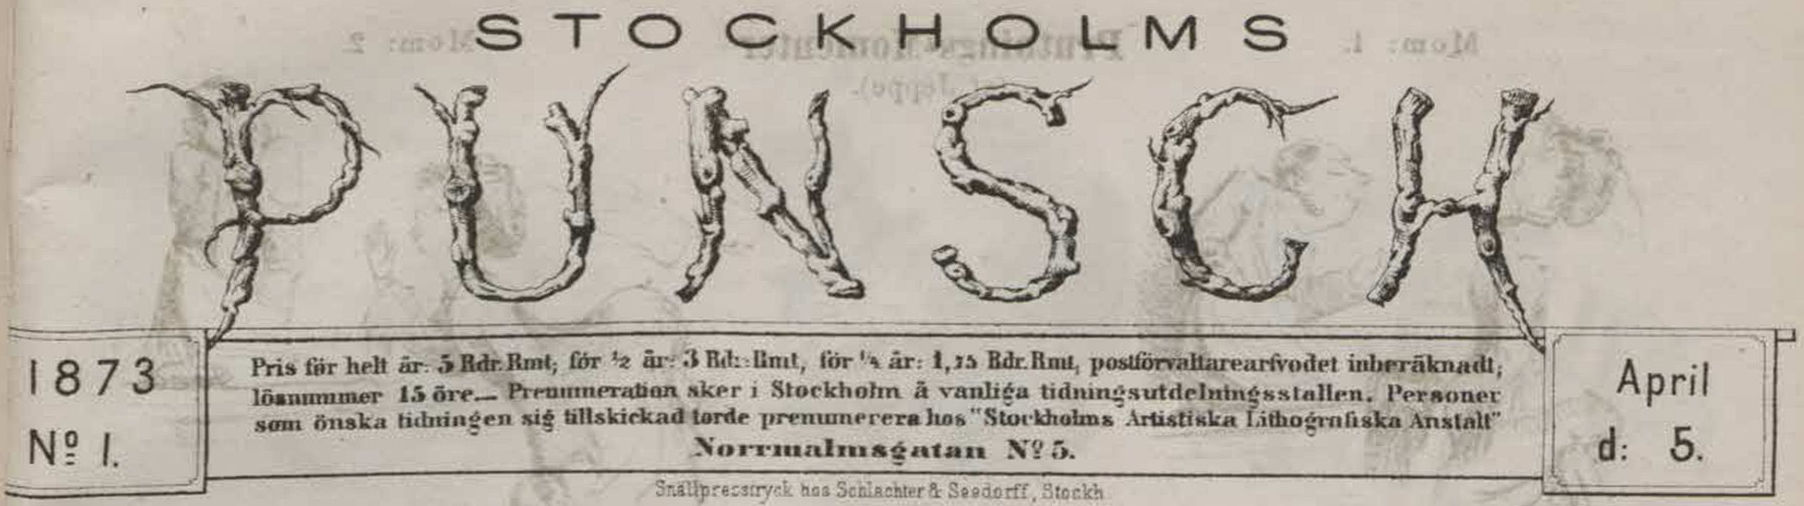 STOCKHOLMS
PUNSCH
1873
Nº 1.
Pris för helt år: 5 Rdr. Rmt; för ½ år: 3 Rdr. Rmt, för ¼ år: 1,75 Rdr. Rmt, postförvaltarearfvodet inberäknadt;
lösnummer 15 öre.— Prenumeration sker i Stockholm å vanliga tidningsutdelningsställen. Personer
som önska tidningen sig tillskickad torde prenumerera hos "Stockholms Artistiska Lithografiska Anstalt"
Norrmalmsgatan Nº 5.
April
d: 5.
Snällpresstryck hos Schlachter & Seedorff, Stockh.